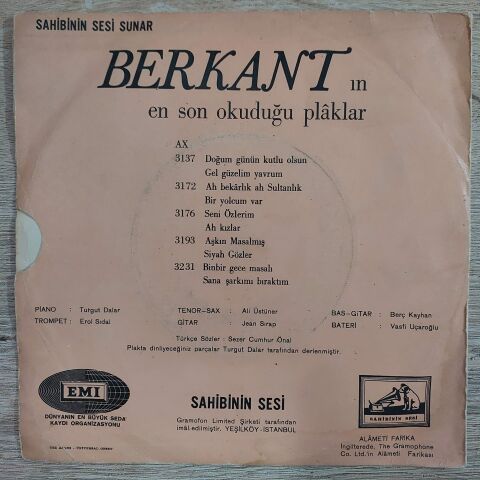 SAHİBİNİN SESİ SUNAR
BERKANT ın
en son okuduğu plâklar
AX
3137 Doğum günün kutlu olsun
Gel güzelim yavrum
3172 Ah bekârlık ah Sultanlık
Bir yolcum var
3176 Seni Özlerim
Ah kızlar
3193 Aşkın Masalmış
Siyah Gözler
3231 Binbir gece masalı
Sana şarkımı bıraktım
PİANO : Turgut Dalar TENOR-SAX : Ali Üstüner BAS-GİTAR : Berç Kayhan
TROMPET : Erol Sıdal GİTAR : Jean Sırap BATERİ : Vasfi Uçaroğlu
Türkçe Sözler : Sezer Cumhur Önal
Plakta dinliyeceğiniz parçalar Turgut Dalar tarafından derlenmiştir.
EMI
DÜNYANIN EN BÜYÜK SEDA
KAYDI ORGANİZASYONU
SAHİBİNİN SESİ
Gramofon Limited Şirketi tarafından
imâl edilmiştir. YEŞİLKÖY-İSTANBUL
SAHİBİNİN SESİ
ALÂMETİ FARİKA
İngilterede, The Gramophone
Co. Ltd.'in Alâmeti Farikası